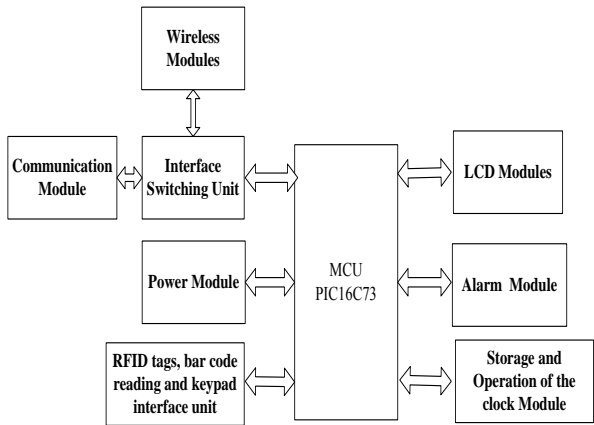 Wireless
Modules
Communication
Module
Interface
Switching Unit
LCD Modules
Power Module
MCU
PIC16C73
Alarm Module
RFID tags, bar code
reading and keypad
interface unit
Storage and
Operation of the
clock Module